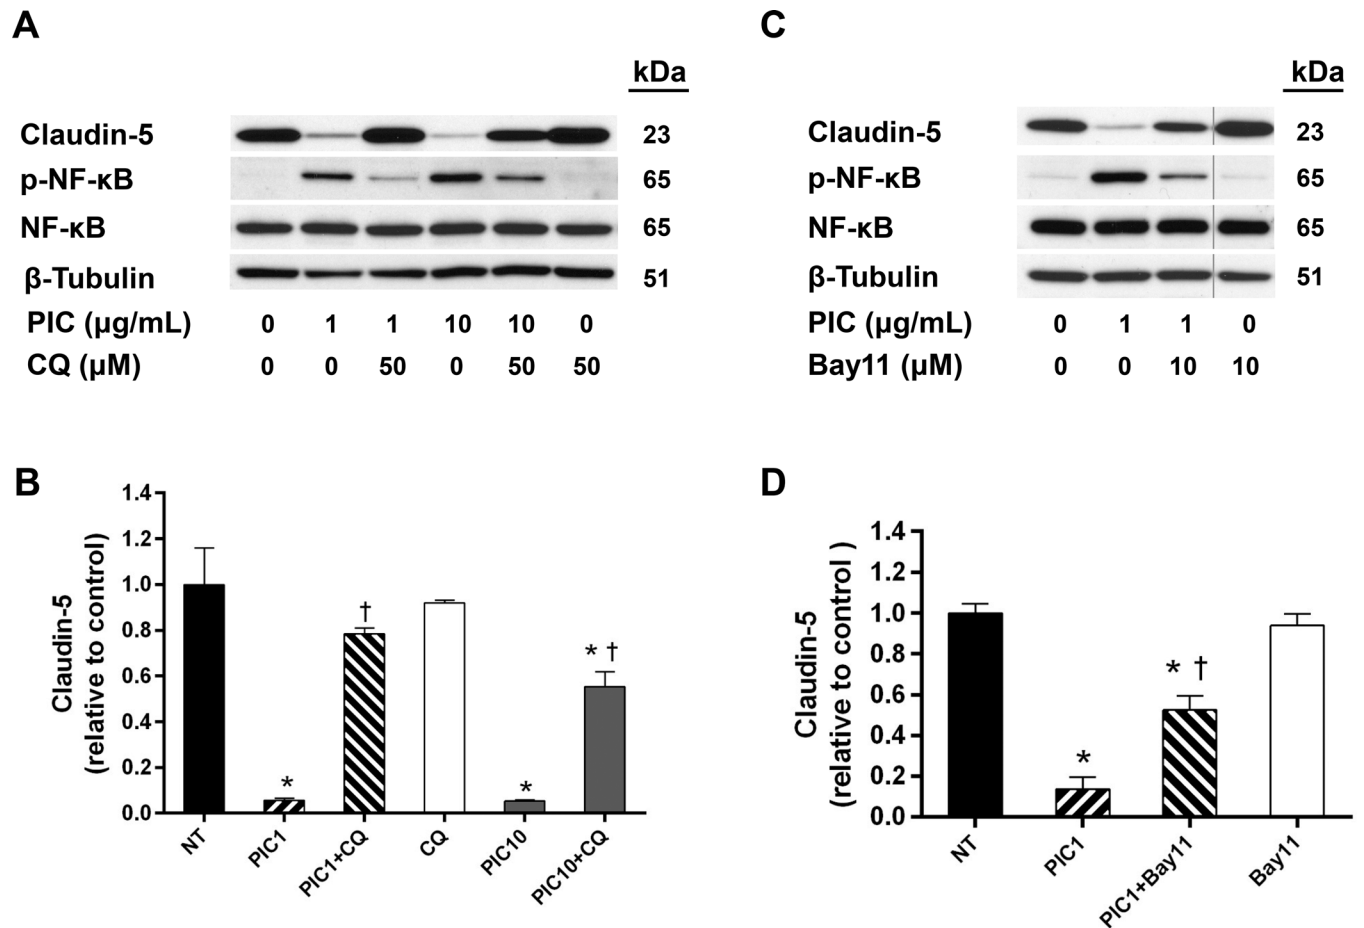 A
kDa
Claudin-5 23
p-NF-κB 65
NF-κB 65
β-Tubulin 51
PIC (μg/mL) 0 1 1 10 10 0
CQ (μM) 0 0 50 0 50 50
C
kDa
Claudin-5 23
p-NF-κB 65
NF-κB 65
β-Tubulin 51
PIC (μg/mL) 0 1 1 0
Bay11 (μM) 0 0 10 10
B
Claudin-5
(relative to control)
1.4
1.2
1.0
0.8
0.6
0.4
0.2
0.0
*
†
*
* †
NT
PIC1
PIC1+CQ
CQ
PIC10
PIC10+CQ
D
Claudin-5
(relative to control )
1.4
1.2
1.0
0.8
0.6
0.4
0.2
0.0
*
* †
NT
PIC1
PIC1+Bay11
Bay11